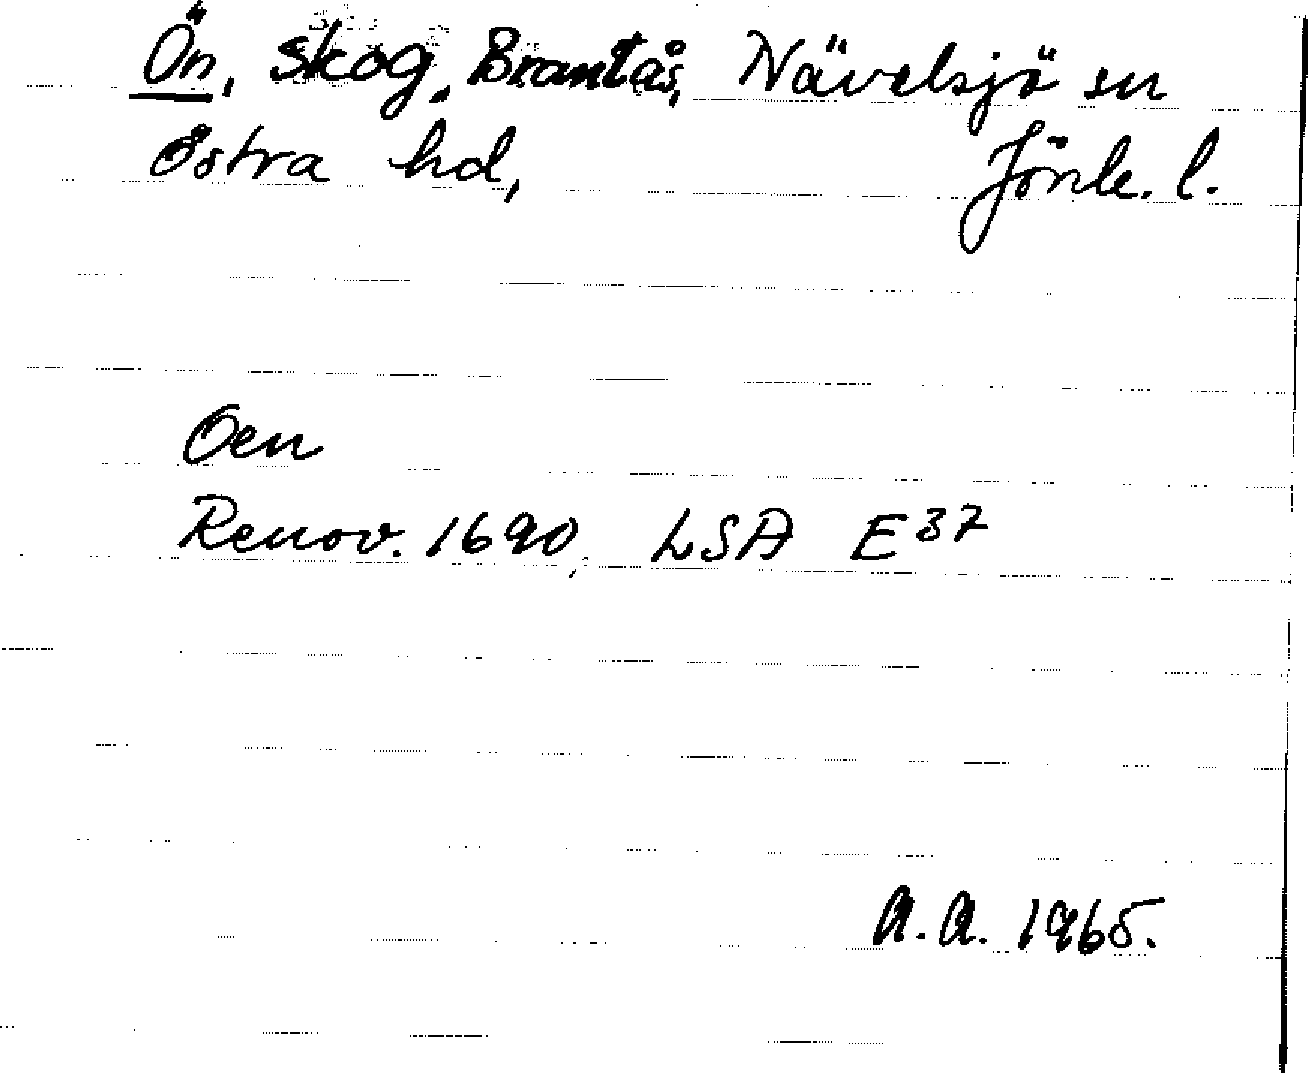 Ön, skog, Brantås, Nävelsjö sn
Östra hd, Jönk. l.
Oen
Renov. 1690, LSA E37
A.A. 1965.